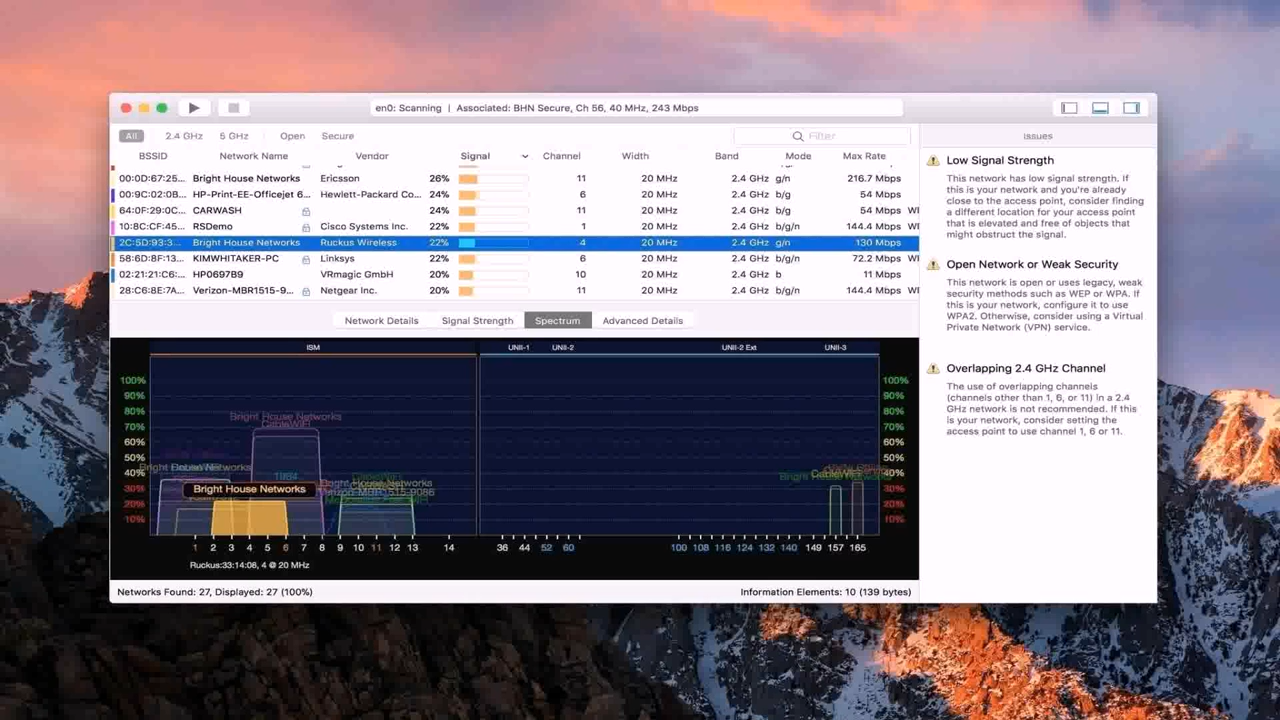 en0: Scanning | Associated: BHN Secure, Ch 56, 40 MHz, 243 Mbps
All 2.4 GHz 5 GHz Open Secure Filter
BSSID Network Name Vendor Signal Channel Width Band Mode Max Rate
00:0D:67:25... Bright House Networks Ericsson 26% 11 20 MHz 2.4 GHz g/n 216.7 Mbps
00:9C:02:0B... HP-Print-EE-Officejet 6... Hewlett-Packard Co... 24% 6 20 MHz 2.4 GHz b/g 54 Mbps
64:0F:29:0C... CARWASH 24% 11 20 MHz 2.4 GHz b/g 54 Mbps
10:8C:CF:45... RSDemo Cisco Systems Inc. 22% 1 20 MHz 2.4 GHz b/g/n 144.4 Mbps
2C:5D:93:3... Bright House Networks Ruckus Wireless 22% 4 20 MHz 2.4 GHz g/n 130 Mbps
58:6D:8F:13... KIMWHITAKER-PC Linksys 22% 6 20 MHz 2.4 GHz b/g/n 72.2 Mbps
02:21:21:C6:... HP0697B9 VRmagic GmbH 20% 10 20 MHz 2.4 GHz b 11 Mbps
28:C6:8E:7A... Verizon-MBR1515-9... Netgear Inc. 20% 11 20 MHz 2.4 GHz b/g/n 144.4 Mbps
Network Details Signal Strength Spectrum Advanced Details
ISM UNII-1 UNII-2 UNII-2 Ext UNII-3
100% 100%
90% 90%
80% 80%
70% 70%
60% 60%
50% 50%
40% 40%
30% 30%
20% 20%
10% 10%
Bright House Networks
CableWiFi
Bright House Networks
1 2 3 4 5 6 7 8 9 10 11 12 13 14 36 44 52 60 100 108 116 124 132 140 149 157 165
Ruckus:33:14:08, 4 @ 20 MHz
Networks Found: 27, Displayed: 27 (100%) Information Elements: 10 (139 bytes)
Issues
Low Signal Strength
This network has low signal strength. If
this is your network and you're already
close to the access point, consider finding
a different location for your access point
that is elevated and free of objects that
might obstruct the signal.
Open Network or Weak Security
This network is open or uses legacy, weak
security methods such as WEP or WPA. If
this is your network, configure it to use
WPA2. Otherwise, consider using a Virtual
Private Network (VPN) service.
Overlapping 2.4 GHz Channel
The use of overlapping channels
(channels other than 1, 6, or 11) in a 2.4
GHz network is not recommended. If this
is your network, consider setting the
access point to use channel 1, 6 or 11.